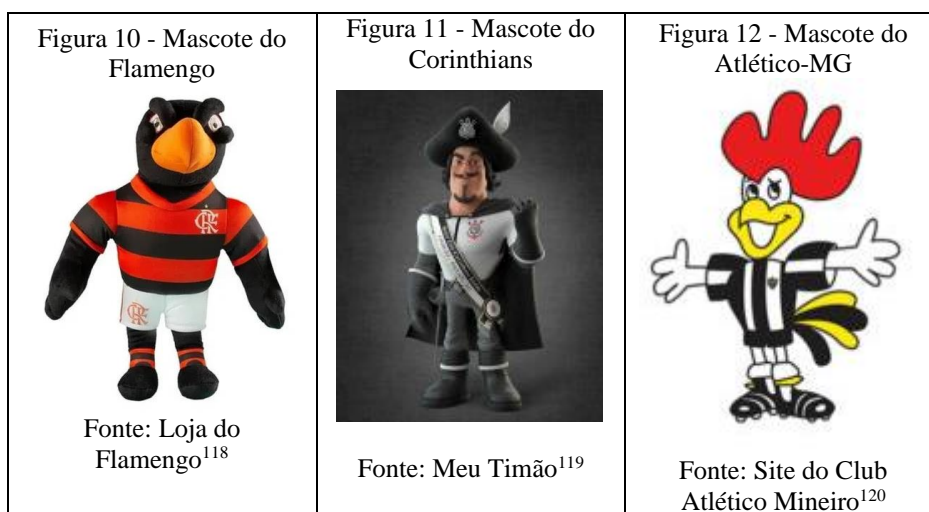 Figura 10 - Mascote do
Flamengo
Fonte: Loja do
Flamengo118
Figura 11 - Mascote do
Corinthians
Fonte: Meu Timão119
Figura 12 - Mascote do
Atlético-MG
Fonte: Site do Club
Atlético Mineiro120